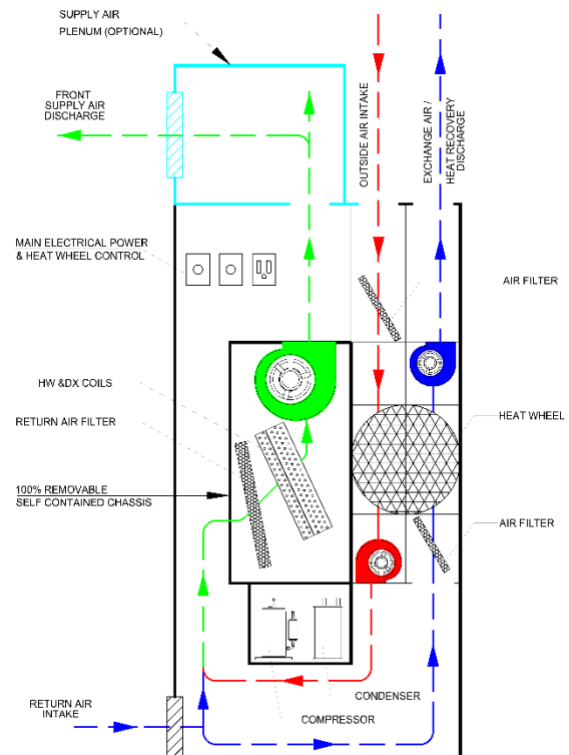 SUPPLY AIR
PLENUM (OPTIONAL)
FRONT
SUPPLY AIR
DISCHARGE
OUTSIDE AIR INTAKE
EXCHANGE AIR /
HEAT RECOVERY
DISCHARGE
MAIN ELECTRICAL POWER
& HEAT WHEEL CONTROL
AIR FILTER
HW &DX COILS
RETURN AIR FILTER
HEAT WHEEL
100% REMOVABLE
SELF CONTAINED CHASSIS
AIR FILTER
RETURN AIR
INTAKE
CONDENSER
COMPRESSOR